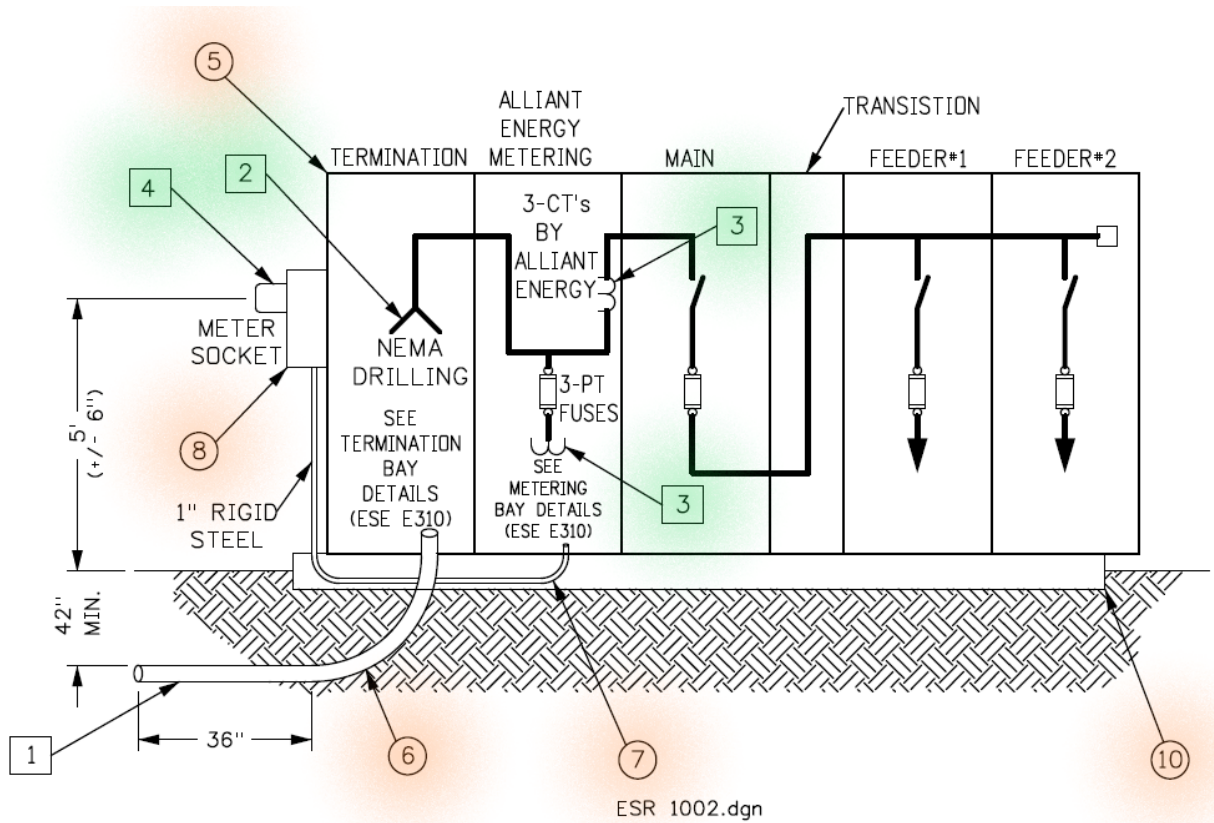 5
ALLIANT
ENERGY
METERING
TRANSISTION
TERMINATION
MAIN
FEEDER#1
FEEDER#2
4
2
3-CT's
BY
ALLIANT
ENERGY
3
METER
SOCKET
NEMA
DRILLING
3-PT
FUSES
5'
(+/- 6")
8
SEE
TERMINATION
BAY
DETAILS
(ESE E310)
SEE
METERING
BAY DETAILS
(ESE E310)
3
1" RIGID
STEEL
42"
MIN.
36"
1
6
7
10
ESR 1002.dgn